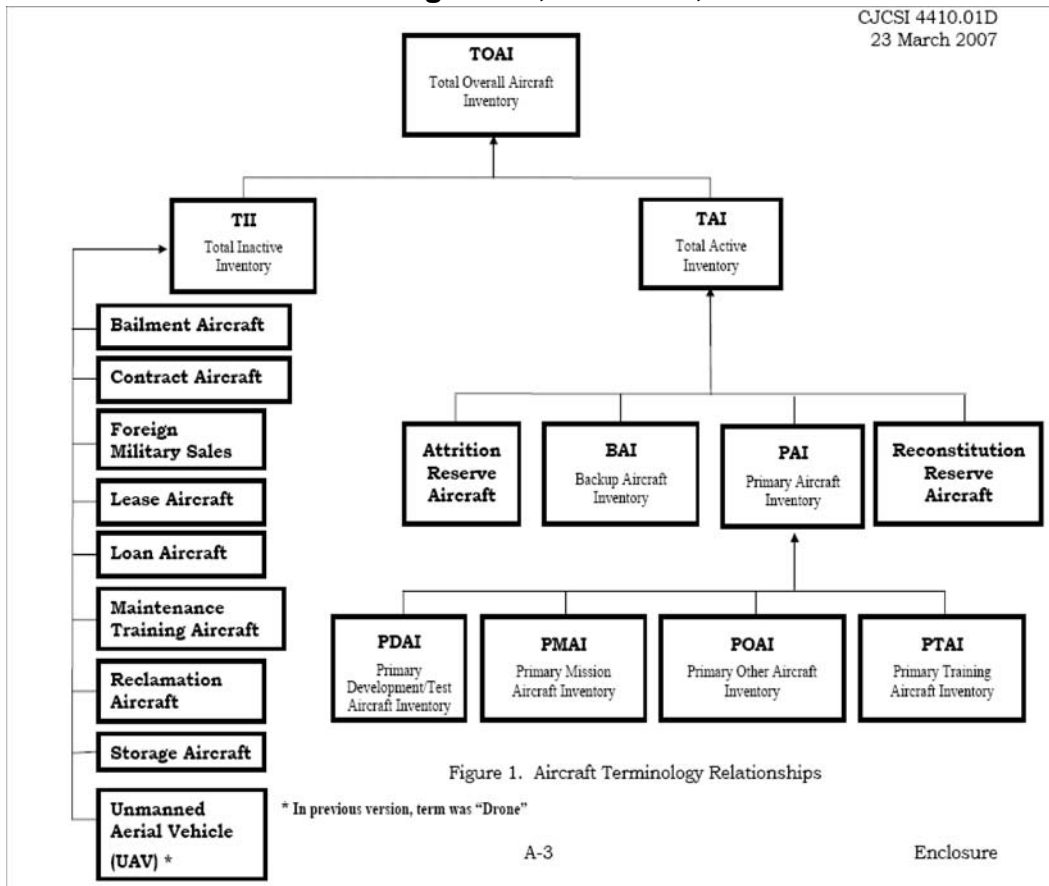 CJCSI 4410.01D
23 March 2007
TOAI
Total Overall Aircraft
Inventory
TII
Total Inactive
Inventory
TAI
Total Active
Inventory
Bailment Aircraft
Contract Aircraft
Foreign
Military Sales
Lease Aircraft
Loan Aircraft
Maintenance
Training Aircraft
Reclamation
Aircraft
Storage Aircraft
Unmanned
Aerial Vehicle
(UAV) *
Attrition
Reserve
Aircraft
BAI
Backup Aircraft
Inventory
PAI
Primary Aircraft
Inventory
Reconstitution
Reserve
Aircraft
PDAI
Primary
Development/Test
Aircraft Inventory
PMAI
Primary Mission
Aircraft Inventory
POAI
Primary Other Aircraft
Inventory
PTAI
Primary Training
Aircraft Inventory
Figure 1. Aircraft Terminology Relationships
* In previous version, term was “Drone”
A-3
Enclosure